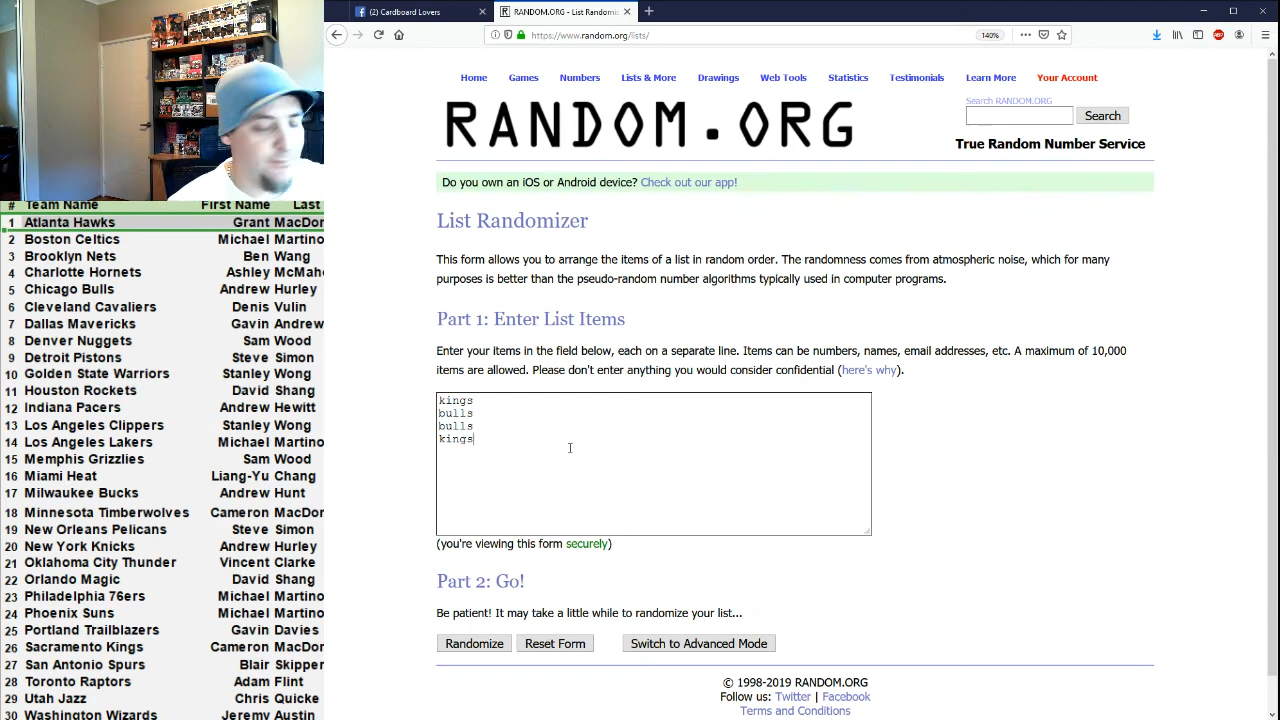 (2) Cardboard Lovers
RANDOM.ORG - List Randomiz
https://www.random.org/lists/
140%
Home Games Numbers Lists & More Drawings Web Tools Statistics Testimonials Learn More Your Account
RANDOM.ORG
Search RANDOM.ORG
Search
True Random Number Service
Do you own an iOS or Android device? Check out our app!
List Randomizer
This form allows you to arrange the items of a list in random order. The randomness comes from atmospheric noise, which for many
purposes is better than the pseudo-random number algorithms typically used in computer programs.
Part 1: Enter List Items
Enter your items in the field below, each on a separate line. Items can be numbers, names, email addresses, etc. A maximum of 10,000
items are allowed. Please don't enter anything you would consider confidential (here's why).
kings
bulls
bulls
kings
(you're viewing this form securely)
Part 2: Go!
Be patient! It may take a little while to randomize your list...
Randomize Reset Form Switch to Advanced Mode
© 1998-2019 RANDOM.ORG
Follow us: Twitter | Facebook
Terms and Conditions
# Team Name First Name Last
1 Atlanta Hawks Grant MacDon
2 Boston Celtics Michael Martino
3 Brooklyn Nets Ben Wang
4 Charlotte Hornets Ashley McMahe
5 Chicago Bulls Andrew Hurley
6 Cleveland Cavaliers Denis Vulin
7 Dallas Mavericks Gavin Andrew
8 Denver Nuggets Sam Wood
9 Detroit Pistons Steve Simon
10 Golden State Warriors Stanley Wong
11 Houston Rockets David Shang
12 Indiana Pacers Andrew Hewitt
13 Los Angeles Clippers Stanley Wong
14 Los Angeles Lakers Michael Martino
15 Memphis Grizzlies Sam Wood
16 Miami Heat Liang-Yu Chang
17 Milwaukee Bucks Andrew Hunt
18 Minnesota Timberwolves Cameron MacDon
19 New Orleans Pelicans Steve Simon
20 New York Knicks Andrew Hurley
21 Oklahoma City Thunder Vincent Clarke
22 Orlando Magic David Shang
23 Philadelphia 76ers Michael Martino
24 Phoenix Suns Michael Martino
25 Portland Trailblazers Gavin Davies
26 Sacramento Kings Cameron MacDon
27 San Antonio Spurs Blair Skipper
28 Toronto Raptors Adam Flint
29 Utah Jazz Chris Quicke
30 Washington Wizards Jeremy Austin